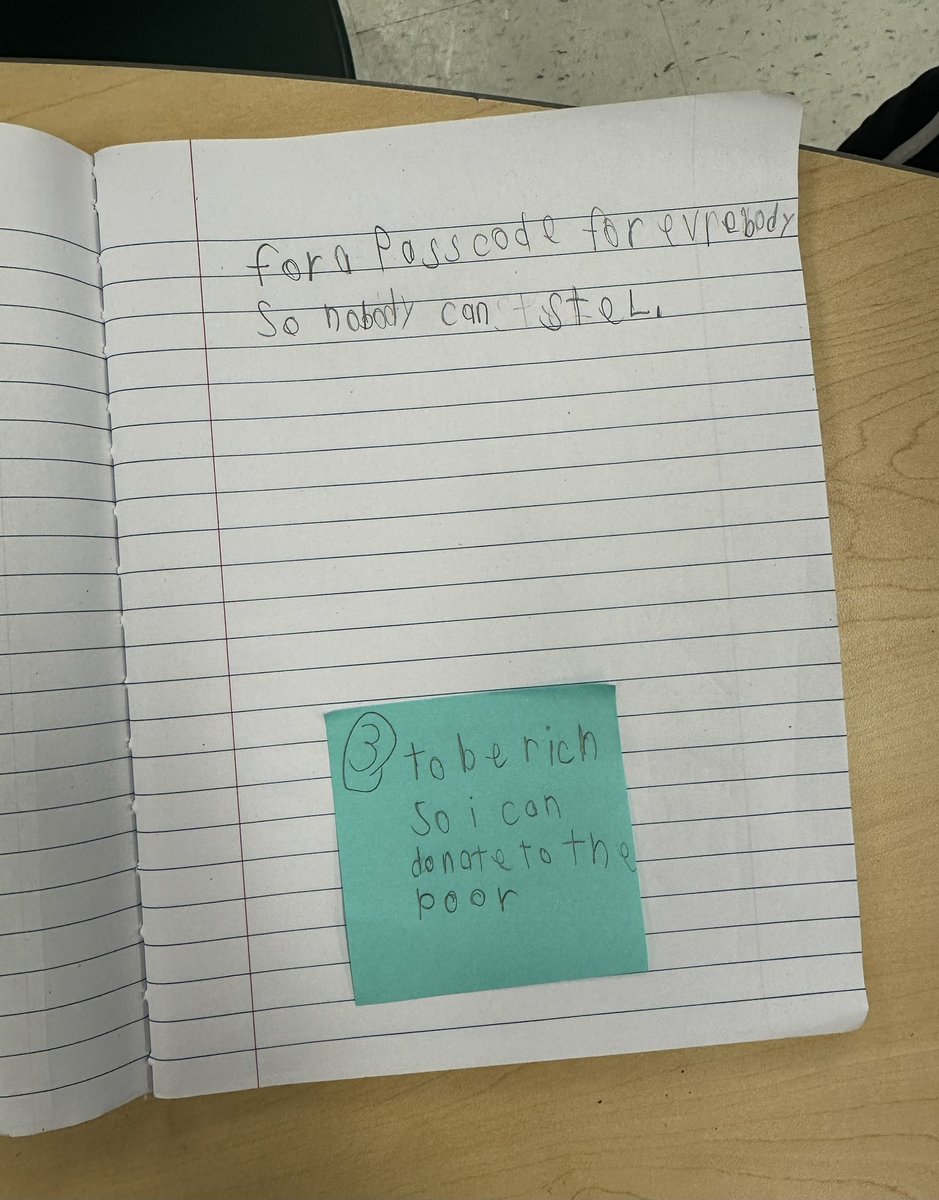 for a Passcode for evrebody
So nobody can stel.
3 to be rich
So i can
donate to the
poor